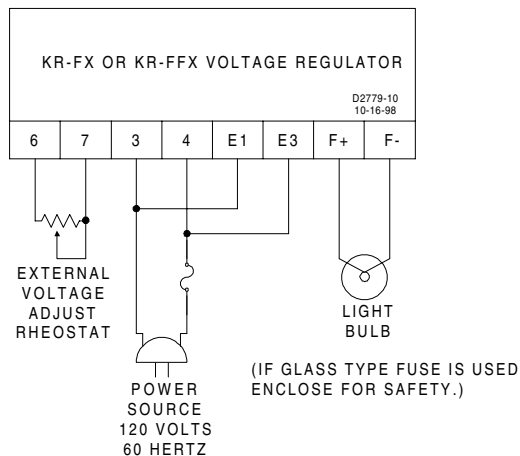 KR-FX OR KR-FFX VOLTAGE REGULATOR
D2779-10
10-16-98
6 7 3 4 E1 E3 F+ F-
EXTERNAL
VOLTAGE
ADJUST
RHEOSTAT
LIGHT
BULB
(IF GLASS TYPE FUSE IS USED
ENCLOSE FOR SAFETY.)
POWER
SOURCE
120 VOLTS
60 HERTZ